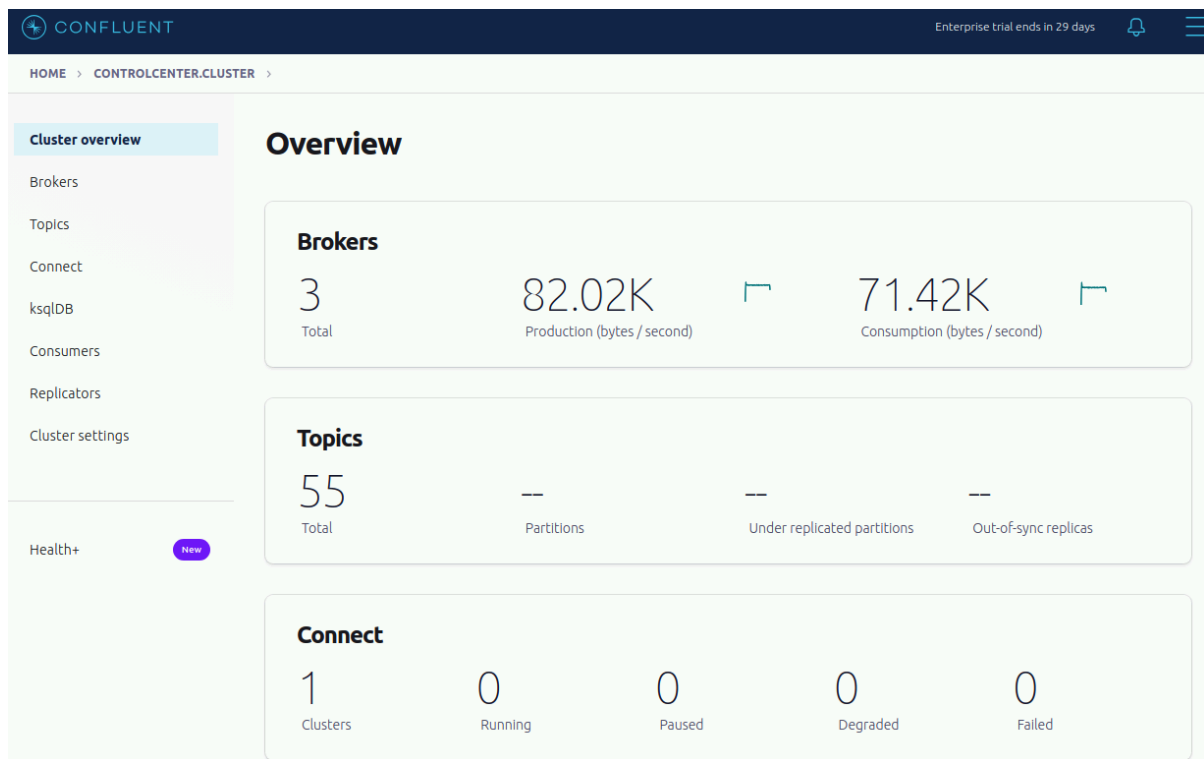 CONFLUENT
Enterprise trial ends in 29 days
HOME > CONTROLCENTER.CLUSTER >
Cluster overview
Brokers
Topics
Connect
ksqlDB
Consumers
Replicators
Cluster settings
Health+ New
Overview
Brokers
3 82.02K 71.42K
Total Production (bytes / second) Consumption (bytes / second)
Topics
55 -- -- --
Total Partitions Under replicated partitions Out-of-sync replicas
Connect
1 0 0 0 0
Clusters Running Paused Degraded Failed